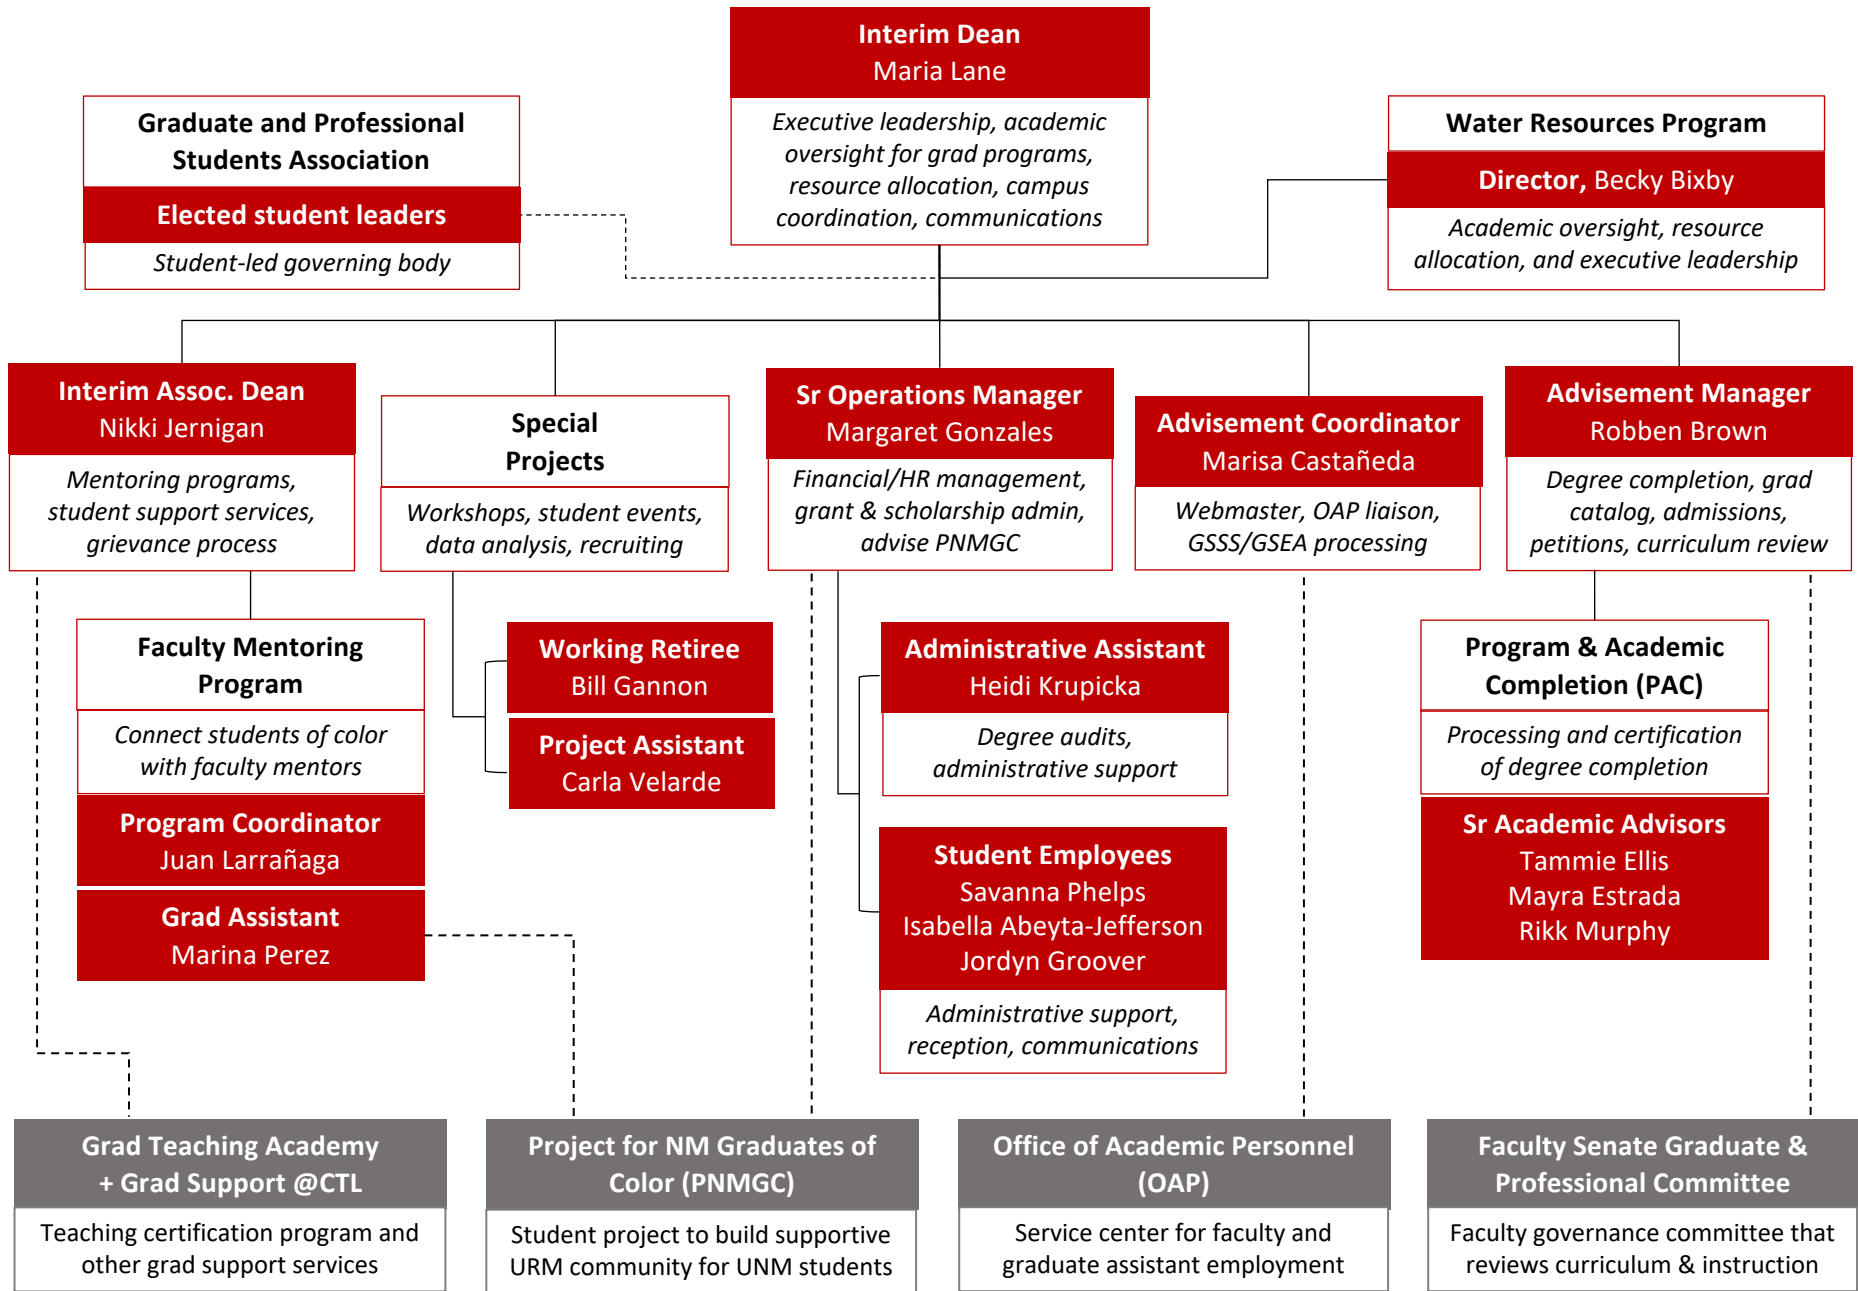 Interim Dean
Maria Lane
Executive leadership, academic
oversight for grad programs,
resource allocation, campus
coordination, communications
Graduate and Professional
Students Association
Elected student leaders
Student-led governing body
Water Resources Program
Director, Becky Bixby
Academic oversight, resource
allocation, and executive leadership
Interim Assoc. Dean
Nikki Jernigan
Mentoring programs,
student support services,
grievance process
Special
Projects
Workshops, student events,
data analysis, recruiting
Sr Operations Manager
Margaret Gonzales
Financial/HR management,
grant & scholarship admin,
advise PNMGC
Advisement Coordinator
Marisa Castañeda
Webmaster, OAP liaison,
GSSS/GSEA processing
Advisement Manager
Robben Brown
Degree completion, grad
catalog, admissions,
petitions, curriculum review
Faculty Mentoring
Program
Connect students of color
with faculty mentors
Program Coordinator
Juan Larrañaga
Grad Assistant
Marina Perez
Working Retiree
Bill Gannon
Project Assistant
Carla Velarde
Administrative Assistant
Heidi Krupicka
Degree audits,
administrative support
Student Employees
Savanna Phelps
Isabella Abeyta-Jefferson
Jordyn Groover
Administrative support,
reception, communications
Program & Academic
Completion (PAC)
Processing and certification
of degree completion
Sr Academic Advisors
Tammie Ellis
Mayra Estrada
Rikk Murphy
Grad Teaching Academy
+ Grad Support @CTL
Teaching certification program and
other grad support services
Project for NM Graduates of
Color (PNMGC)
Student project to build supportive
URM community for UNM students
Office of Academic Personnel
(OAP)
Service center for faculty and
graduate assistant employment
Faculty Senate Graduate &
Professional Committee
Faculty governance committee that
reviews curriculum & instruction